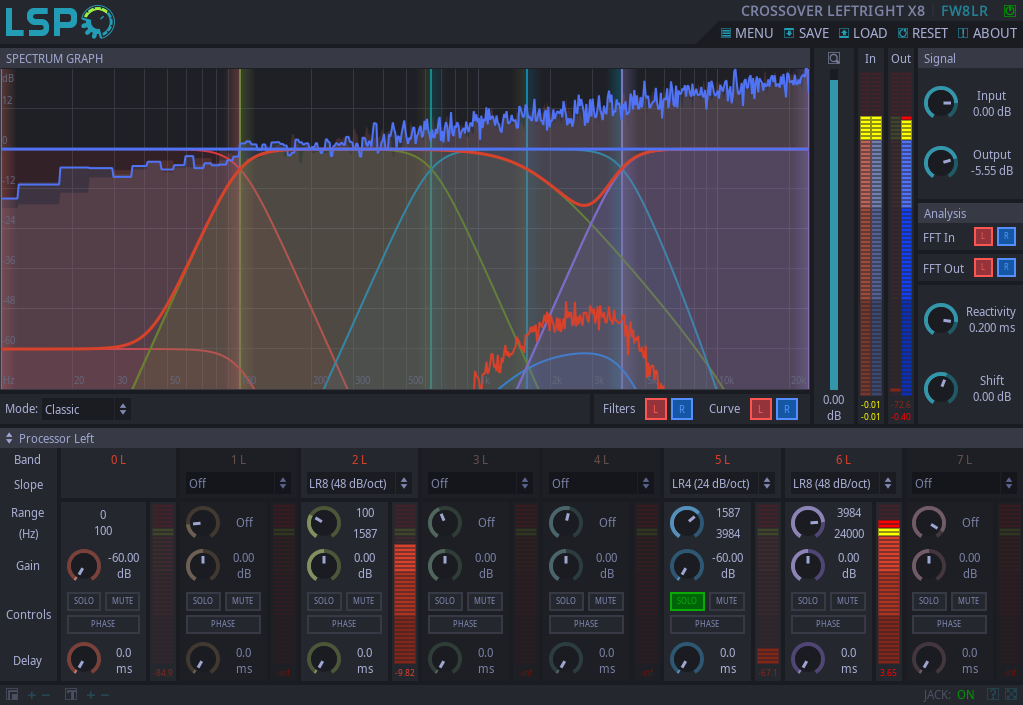 LSP
CROSSOVER LEFTRIGHT X8 FW8LR
MENU SAVE LOAD RESET ABOUT
SPECTRUM GRAPH
In Out
Signal
dB
12
0
-12
-24
-36
-48
-60
Hz 20 30 50 200 300 500 1k 2k 3k 10k 20k
Input
0.00 dB
Output
-5.55 dB
Analysis
FFT In L R
FFT Out L R
Reactivity
0.200 ms
Shift
0.00 dB
0.00
dB
-0.01 -72.6
-0.01 -0.40
Mode: Classic
Filters L R Curve L R
Processor Left
Band 0 L 1 L 2 L 3 L 4 L 5 L 6 L 7 L
Slope Off LR8 (48 dB/oct) Off Off LR4 (24 dB/oct) LR8 (48 dB/oct) Off
Range 0 Off 100 Off Off 1587 3984 Off
(Hz) 100 1587 3984 24000
Gain -60.00 0.00 0.00 0.00 0.00 -60.00 0.00 0.00
dB dB dB dB dB dB dB dB
Controls
SOLO MUTE SOLO MUTE SOLO MUTE SOLO MUTE SOLO MUTE SOLO MUTE SOLO MUTE SOLO MUTE
PHASE PHASE PHASE PHASE PHASE PHASE PHASE PHASE
Delay 0.0 0.0 0.0 0.0 0.0 0.0 0.0 0.0
ms ms ms ms ms ms ms ms
-84.9 -inf -9.82 -inf -inf -67.1 3.65 -inf
JACK: ON